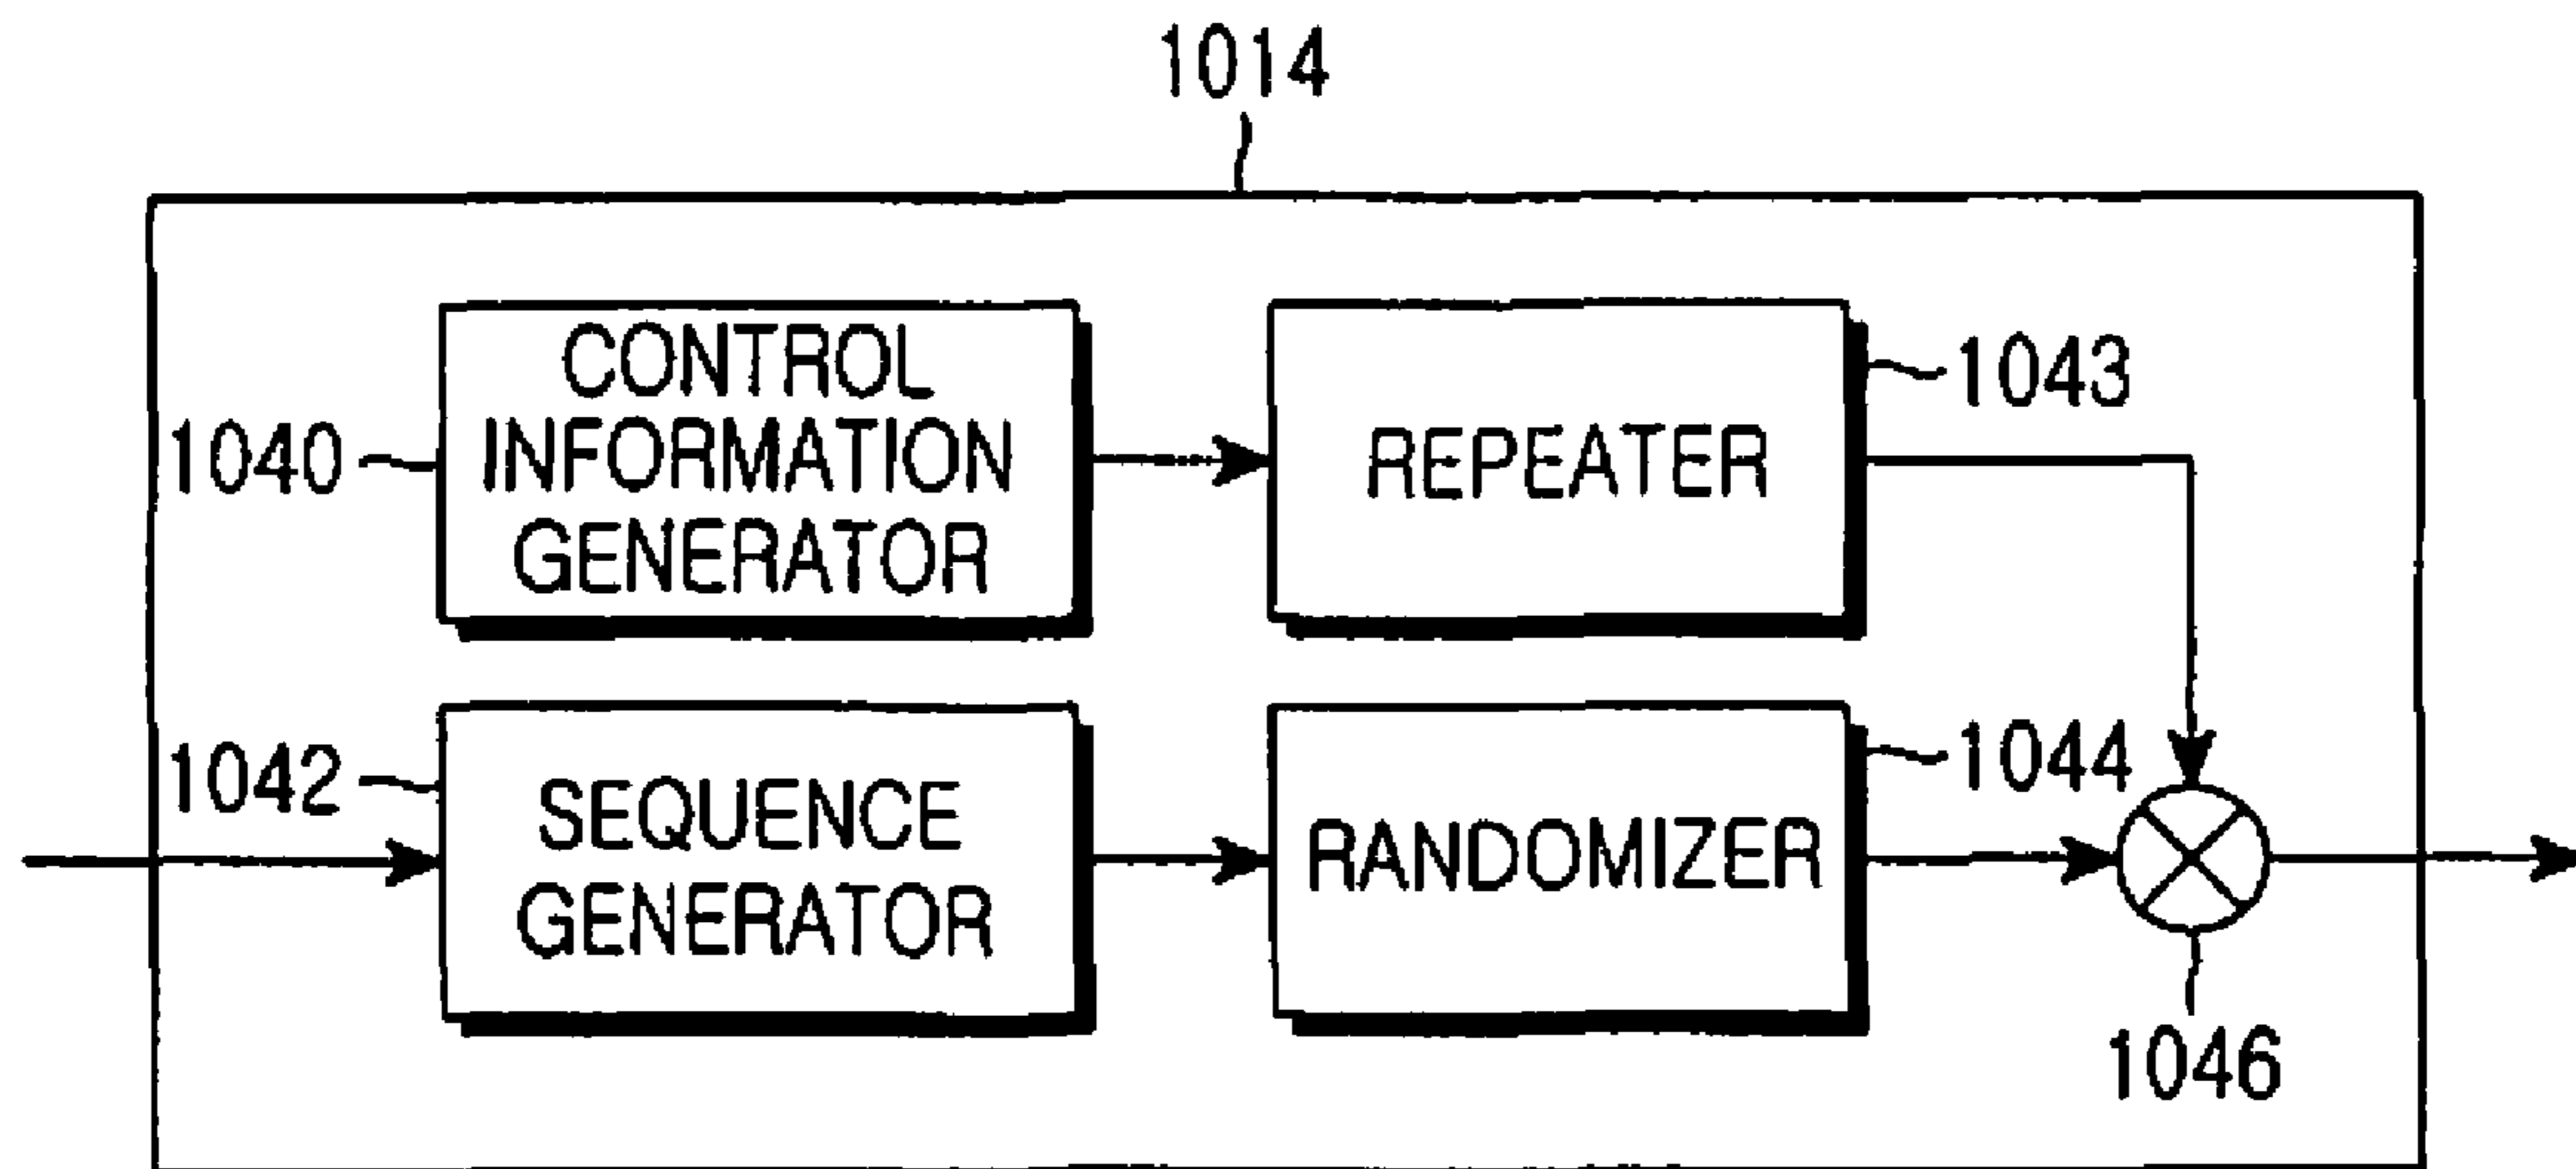 1014
CONTROL
INFORMATION
GENERATOR
1040
REPEATER
1043
1042
SEQUENCE
GENERATOR
RANDOMIZER
1044
1046